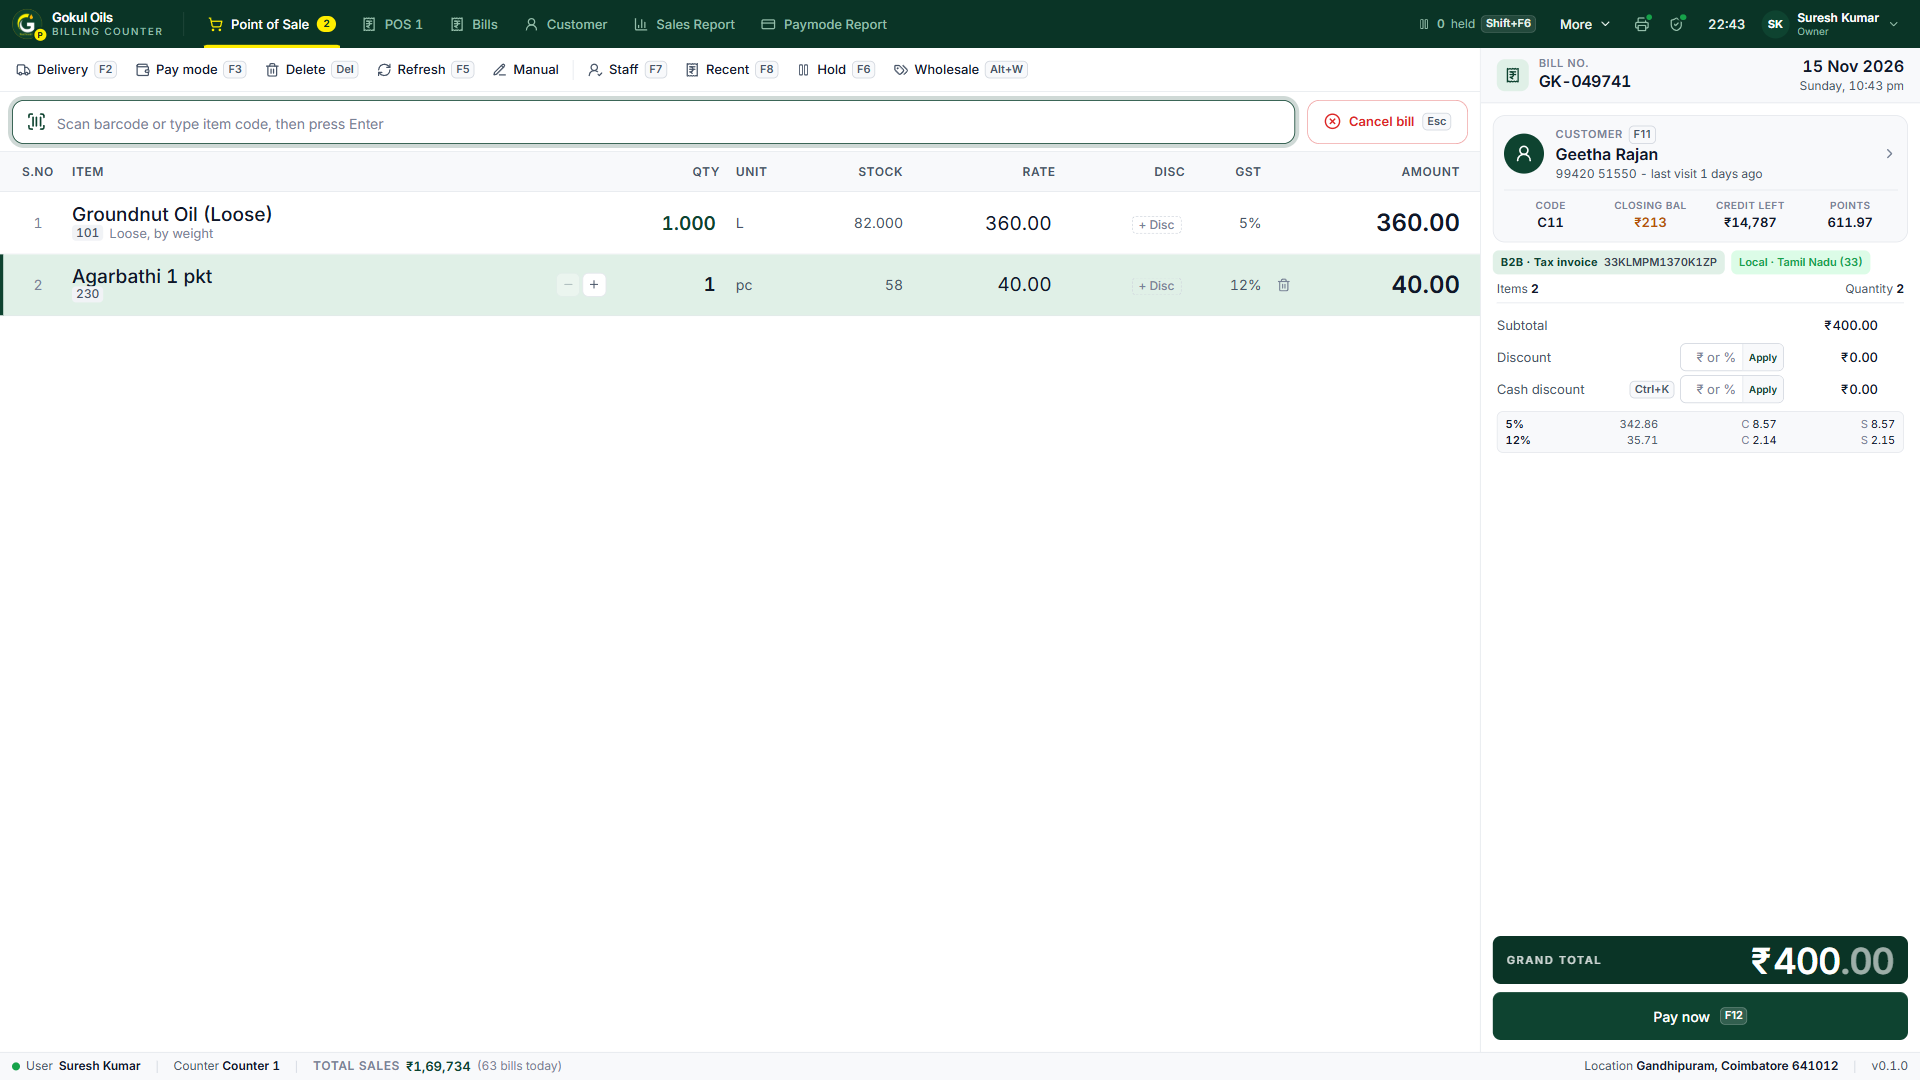 Gokul Oils
BILLING COUNTER
Point of Sale 2
POS 1
Bills
Customer
Sales Report
Paymode Report
0 held Shift+F6
More
22:43
SK
Suresh Kumar
Owner
Delivery F2
Pay mode F3
Delete Del
Refresh F5
Manual
Staff F7
Recent F8
Hold F6
Wholesale Alt+W
Scan barcode or type item code, then press Enter
Cancel bill Esc
S.NO ITEM QTY UNIT STOCK RATE DISC GST AMOUNT
1 Groundnut Oil (Loose) 1.000 L 82.000 360.00 + Disc 5% 360.00
101 Loose, by weight
2 Agarbathi 1 pkt − + 1 pc 58 40.00 + Disc 12% 40.00
230
BILL NO.
GK-049741
15 Nov 2026
Sunday, 10:43 pm
CUSTOMER F11
Geetha Rajan
99420 51550 - last visit 1 days ago
CODE CLOSING BAL CREDIT LEFT POINTS
C11 ₹213 ₹14,787 611.97
B2B · Tax invoice 33KLMPM1370K1ZP
Local · Tamil Nadu (33)
Items 2 Quantity 2
Subtotal ₹400.00
Discount ₹ or % Apply ₹0.00
Cash discount Ctrl+K ₹ or % Apply ₹0.00
5% 342.86 C 8.57 S 8.57
12% 35.71 C 2.14 S 2.15
GRAND TOTAL ₹400.00
Pay now F12
User Suresh Kumar
Counter Counter 1
TOTAL SALES ₹1,69,734 (63 bills today)
Location Gandhipuram, Coimbatore 641012
v0.1.0